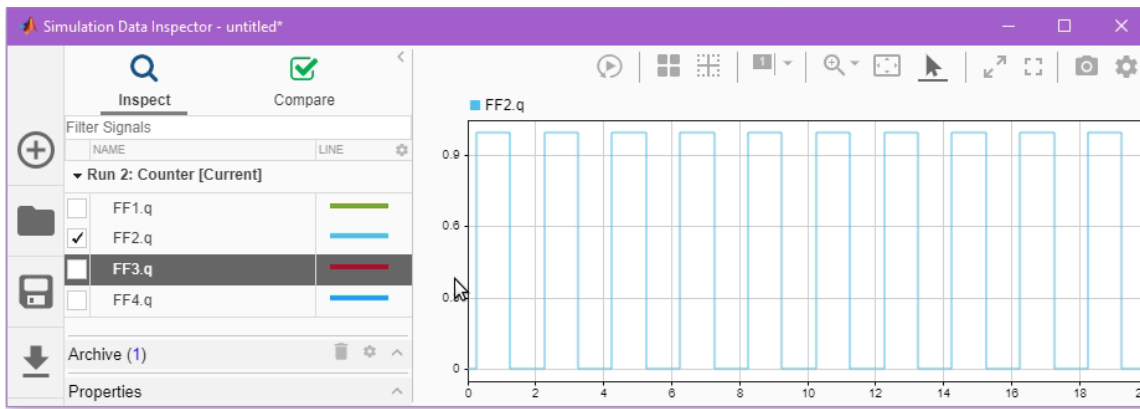 Simulation Data Inspector - untitled*
Inspect
Compare
Filter Signals
NAME LINE
Run 2: Counter [Current]
FF1.q
FF2.q
FF3.q
FF4.q
Archive (1)
Properties
1
FF2.q
0.9
0.6
0
0 2 4 6 8 10 12 14 16 18